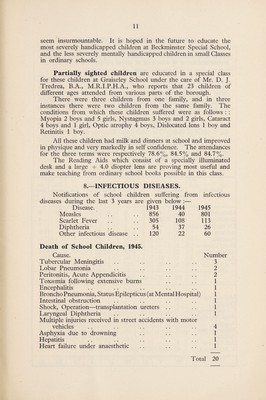 11
seem insurmountable. It is hoped in the future to educate the
most severely handicapped children at Beckminster Special School,
and the less severely mentally handicapped children in small Classes
in ordinary schools.
Partially sighted children are educated in a special class
for these children at Graiseley School under the care of Mr. D. J.
Tredrea, B.A., M.R.I.P.H.A., who reports that 23 children of
different ages attended from various parts of the borough.
There were three children from one family, and in three
instances there were two children from the same family. The
conditions from which these children suffered were as follows :
Myopia 2 boys and 5 girls, Nystagmus 3 boys and 2 girls, Cataract
4 boys and 1 girl, Optic atrophy 4 boys, Dislocated lens 1 boy and
Retinitis 1 boy.
All these children had milk and dinners at school and improved
in physique and very markedly in self confidence. The attendances
for the three terms were respectively 78.6%, 84.5% and 84.7%.
The Reading Aids which consist of a specially illuminated
desk and a large + 4.0 diopter lens are proving most useful and
make teaching from ordinary school books possible in this class.
8.—INFECTIOUS DISEASES.
Notifications of school children suffering from infectious
diseases during the last 3 years are given below :—
Disease. 1943 1944 1945
Measles .. .. 856 40 801
Scarlet Fever .. .. 305 108 113
Diphtheria .. .. 54 37 26
Other infectious disease .. 120 22 60
Death of School Children, 1945.
Cause. Number
Tubercular Meningitis .. .. .. .. .. 3
Lobar Pneumonia .. .. .. .. .. 2
Peritonitis, Acute Appendicitis .. .. .. .. 2
Toxemia following extensive burns .. .. .. 1
Encephalitis .. .. .. .. .. .. 1
Broncho Pneumonia, Status Epilepticus (at Mental Hospital) 1
Intestinal obstruction .. .. .. .. .. 1
Shock, Operation—transplantation ureters .. .. 1
Laryngeal Diphtheria .. .. .. .. .. 1
Multiple injuries received in street accidents with motor
vehicles .. .. .. .. .. .. 4
Asphyxia due to drowning .. .. .. .. 1
Hepatitis .. .. .. .. .. .. 1
Heart failure under anaesthetic .. .. .. .. 1
Total 20